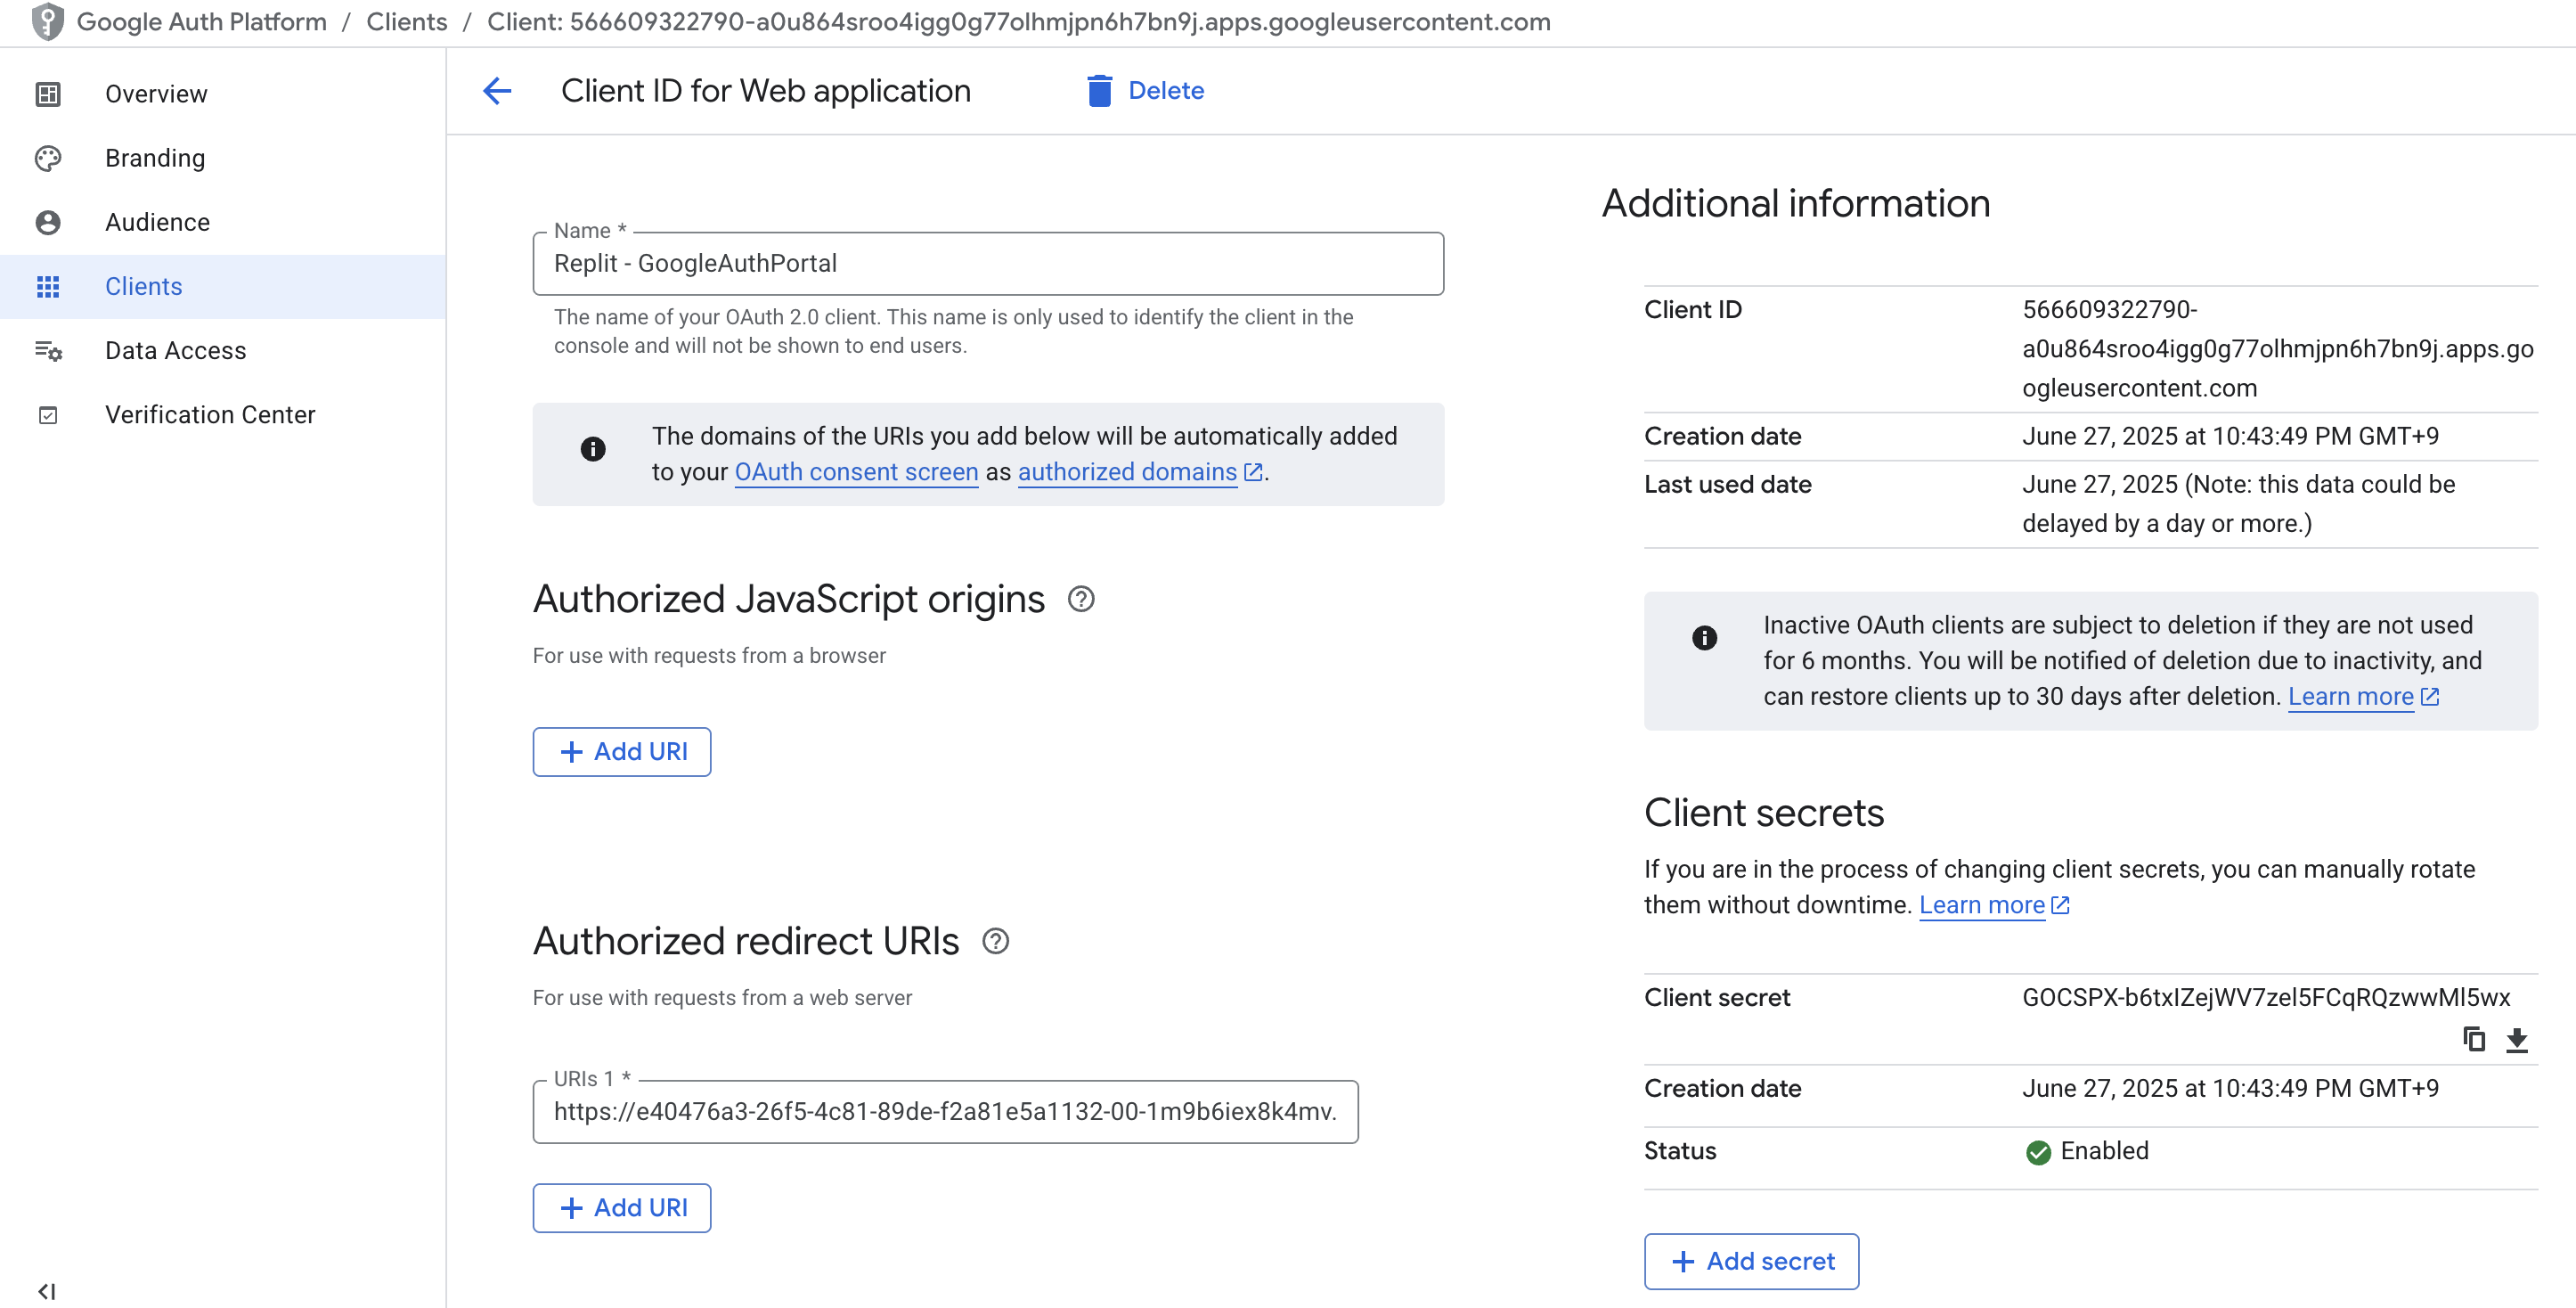 Google Auth Platform / Clients / Client: 566609322790-a0u864sroo4igg0g77olhmjpn6h7bn9j.apps.googleusercontent.com
Overview
Branding
Audience
Clients
Data Access
Verification Center
Client ID for Web application
Delete
Name *
Replit - GoogleAuthPortal
The name of your OAuth 2.0 client. This name is only used to identify the client in the
console and will not be shown to end users.
The domains of the URIs you add below will be automatically added
to your OAuth consent screen as authorized domains.
Authorized JavaScript origins
For use with requests from a browser
+ Add URI
Authorized redirect URIs
For use with requests from a web server
URIs 1 *
https://e40476a3-26f5-4c81-89de-f2a81e5a1132-00-1m9b6iex8k4mv.
+ Add URI
Additional information
Client ID
566609322790-
a0u864sroo4igg0g77olhmjpn6h7bn9j.apps.go
ogleusercontent.com
Creation date
June 27, 2025 at 10:43:49 PM GMT+9
Last used date
June 27, 2025 (Note: this data could be
delayed by a day or more.)
Inactive OAuth clients are subject to deletion if they are not used
for 6 months. You will be notified of deletion due to inactivity, and
can restore clients up to 30 days after deletion. Learn more
Client secrets
If you are in the process of changing client secrets, you can manually rotate
them without downtime. Learn more
Client secret
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
Creation date
June 27, 2025 at 10:43:49 PM GMT+9
Status
Enabled
+ Add secret